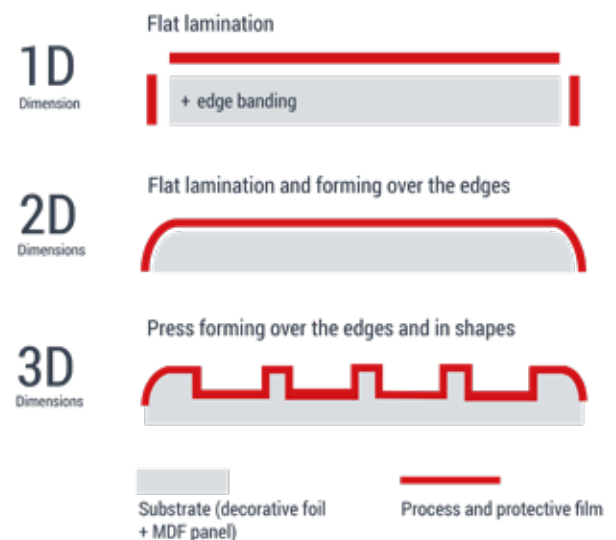 Flat lamination
1D
Dimension
+ edge banding
Flat lamination and forming over the edges
2D
Dimensions
Press forming over the edges and in shapes
3D
Dimensions
Substrate (decorative foil
+ MDF panel)
Process and protective film